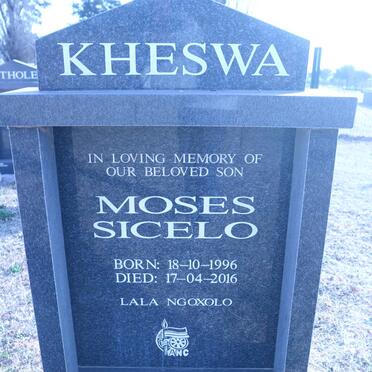 KHESWA
THOLE
IN LOVING MEMORY OF
OUR BELOVED SON
MOSES
SICELO
BORN: 18-10-1996
DIED: 17-04-2016
LALA NGOXOLO
ANC